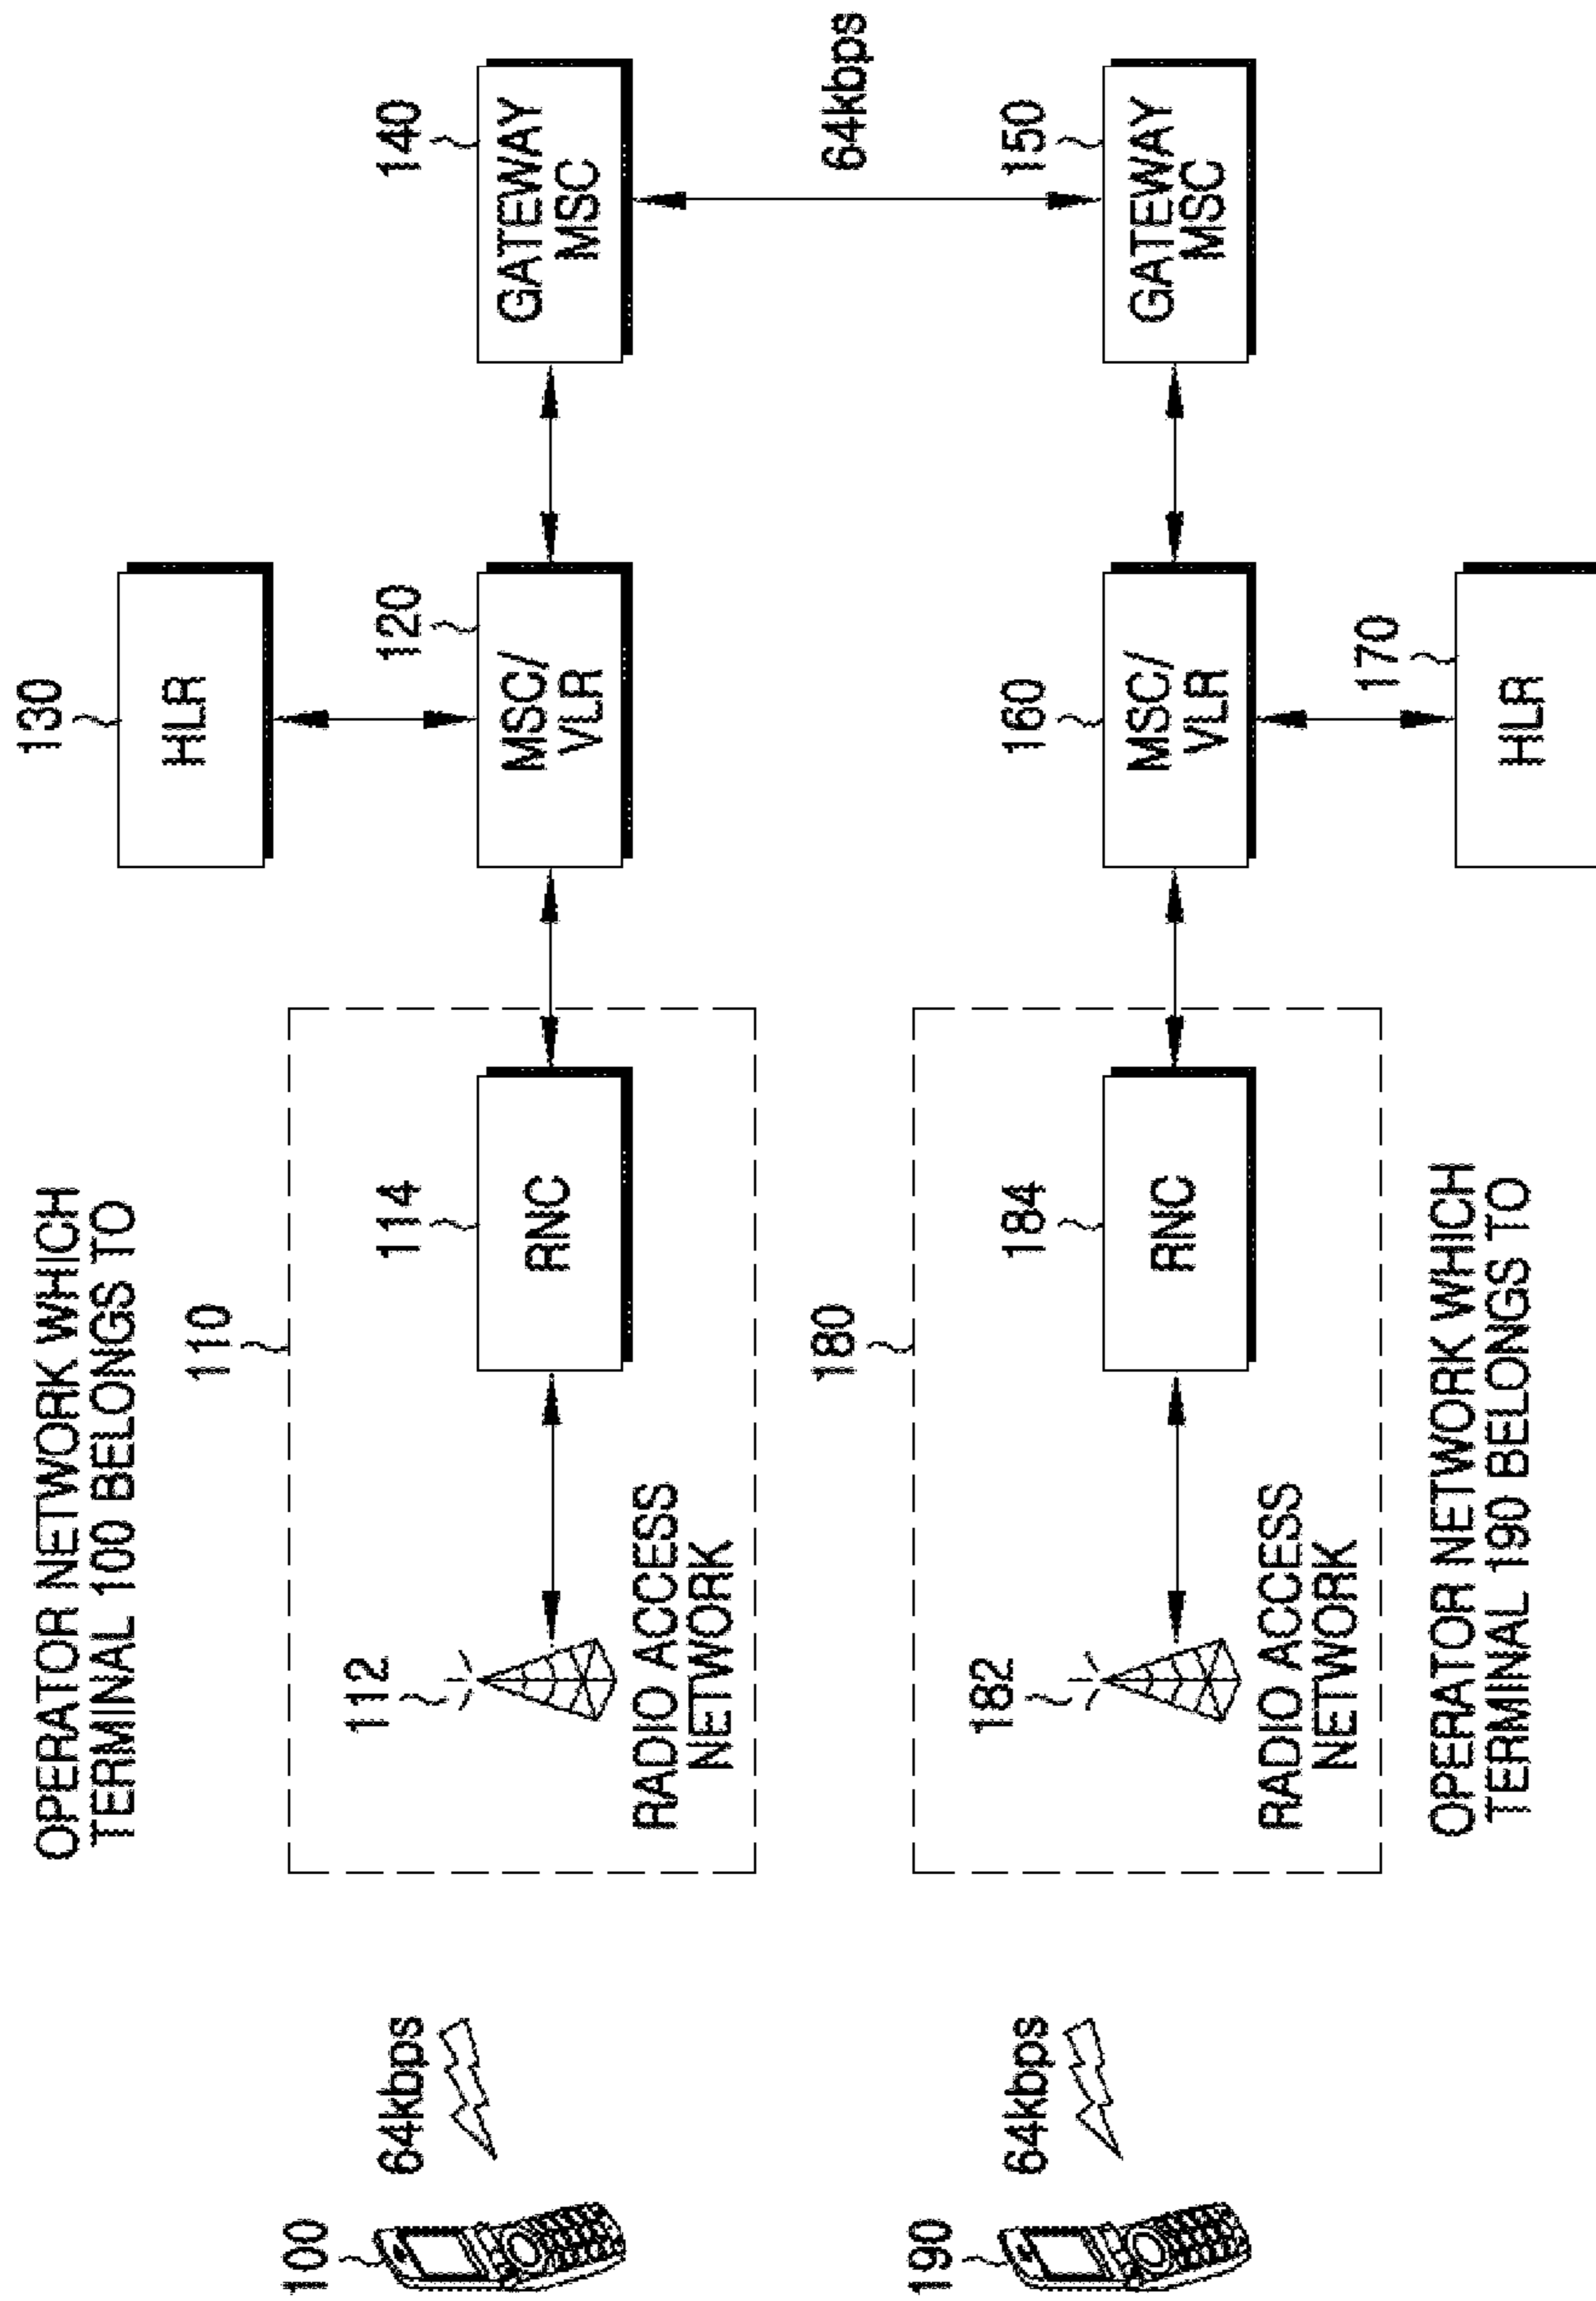 OPERATOR NETWORK WHICH
TERMINAL 100 BELONGS TO
130
HLR
110
100
64kbps
112
114
RNC
120
MSC/
VLR
140
GATEWAY
MSC
RADIO ACCESS
NETWORK
64kbps
180
190
64kbps
182
184
RNC
160
MSC/
VLR
150
GATEWAY
MSC
RADIO ACCESS
NETWORK
170
HLR
OPERATOR NETWORK WHICH
TERMINAL 190 BELONGS TO